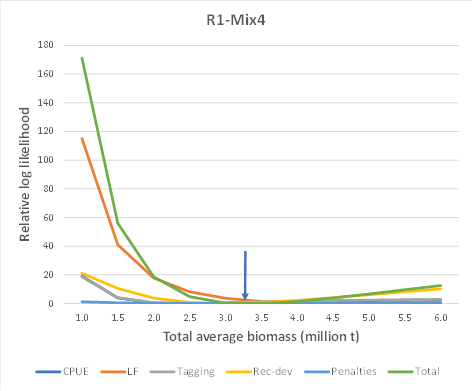 R1-Mix4
Relative log likelihood
180
160
140
120
100
80
60
40
20
0
1.0 1.5 2.0 2.5 3.0 3.5 4.0 4.5 5.0 5.5 6.0
Total average biomass (million t)
CPUE LF Tagging Rec-dev Penalties Total